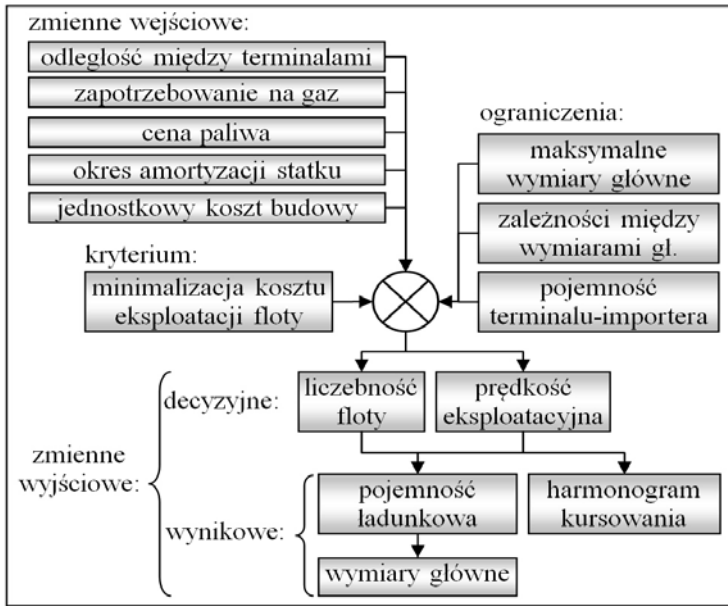 zmienne wejściowe:
odległość między terminalami
zapotrzebowanie na gaz
cena paliwa
okres amortyzacji statku
jednostkowy koszt budowy
ograniczenia:
maksymalne
wymiary główne
zależności między
wymiarami gł.
pojemność
terminalu-importera
kryterium:
minimalizacja kosztu
eksploatacji floty
zmienne
wyjściowe:
decyzyjne:
liczebność
floty
prędkość
eksploatacyjna
wynikowe:
pojemność
ładunkowa
harmonogram
kursowania
wymiary główne